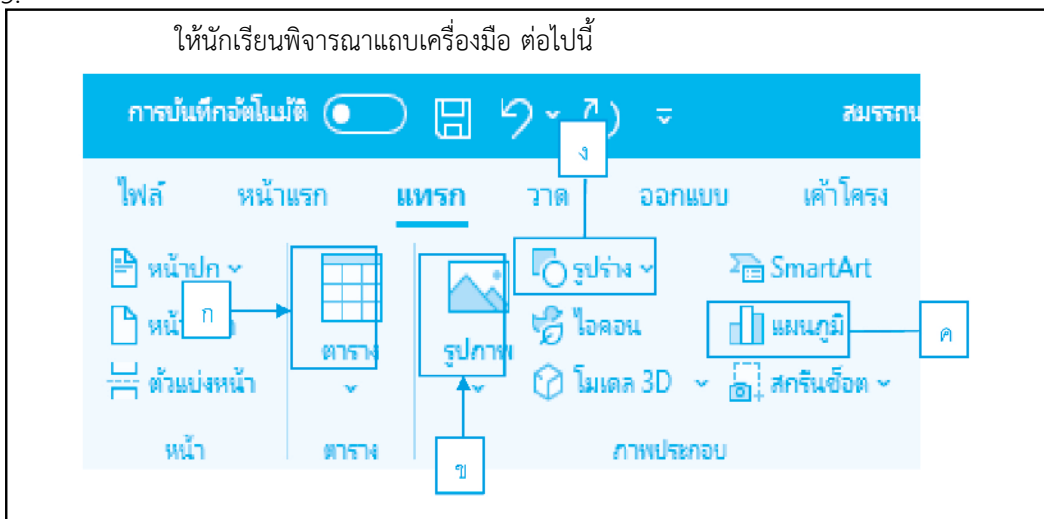 ให้นักเรียนพิจารณาแถบเครื่องมือ ต่อไปนี้
การบันทึกอัตโนมัติ
สมรรถน
ง
ไฟล์ หน้าแรก แทรก วาด ออกแบบ เค้าโครง
หน้าปก รูปร่าง SmartArt
ก
ไอคอน แผนภูมิ ค
ตาราง รูปภาพ
ตัวแบ่งหน้า โมเดล 3D สกรีนช็อต
หน้า ตาราง ภาพประกอบ
ข